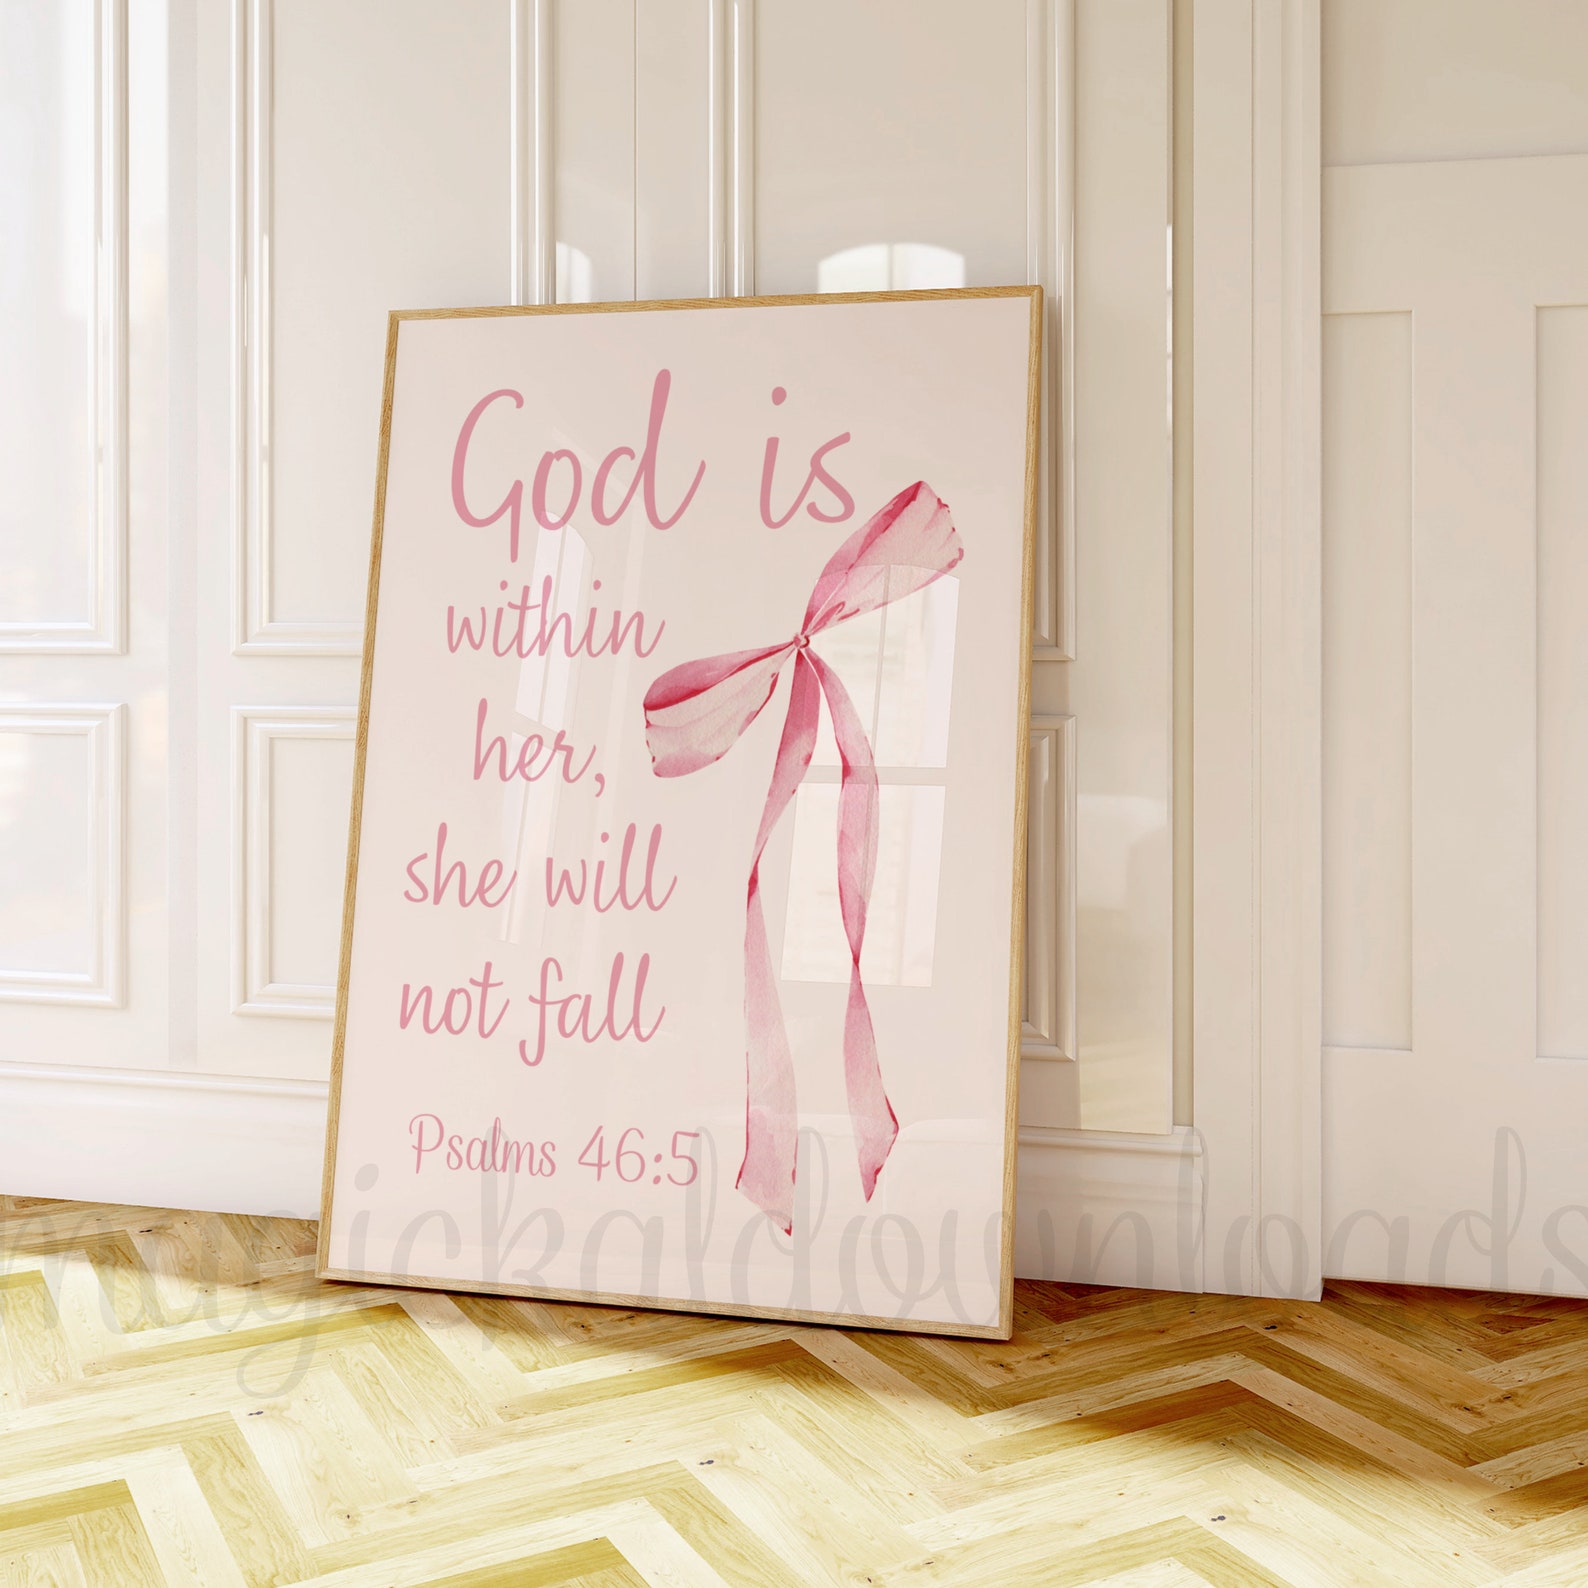 God is
within
her,
she will
not fall
Psalms 46:5
magickaldownloads